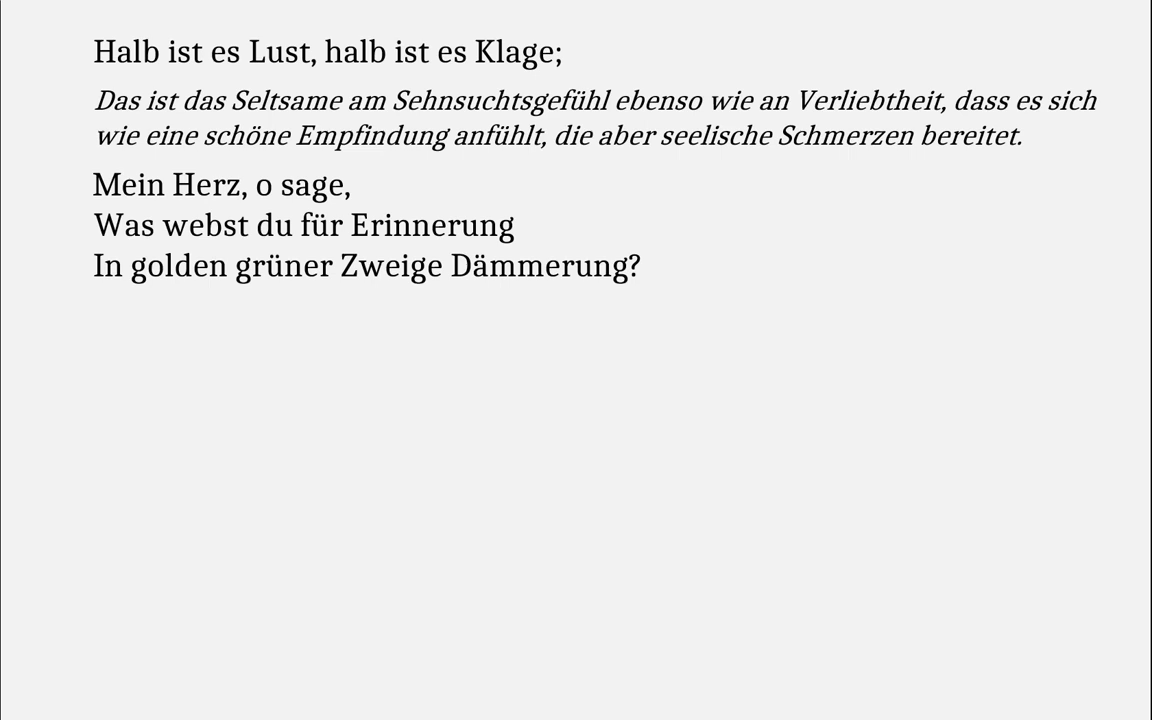 Halb ist es Lust, halb ist es Klage;
Das ist das Seltsame am Sehnsuchtsgefühl ebenso wie an Verliebtheit, dass es sich
wie eine schöne Empfindung anfühlt, die aber seelische Schmerzen bereitet.
Mein Herz, o sage,
Was webst du für Erinnerung
In golden grüner Zweige Dämmerung?